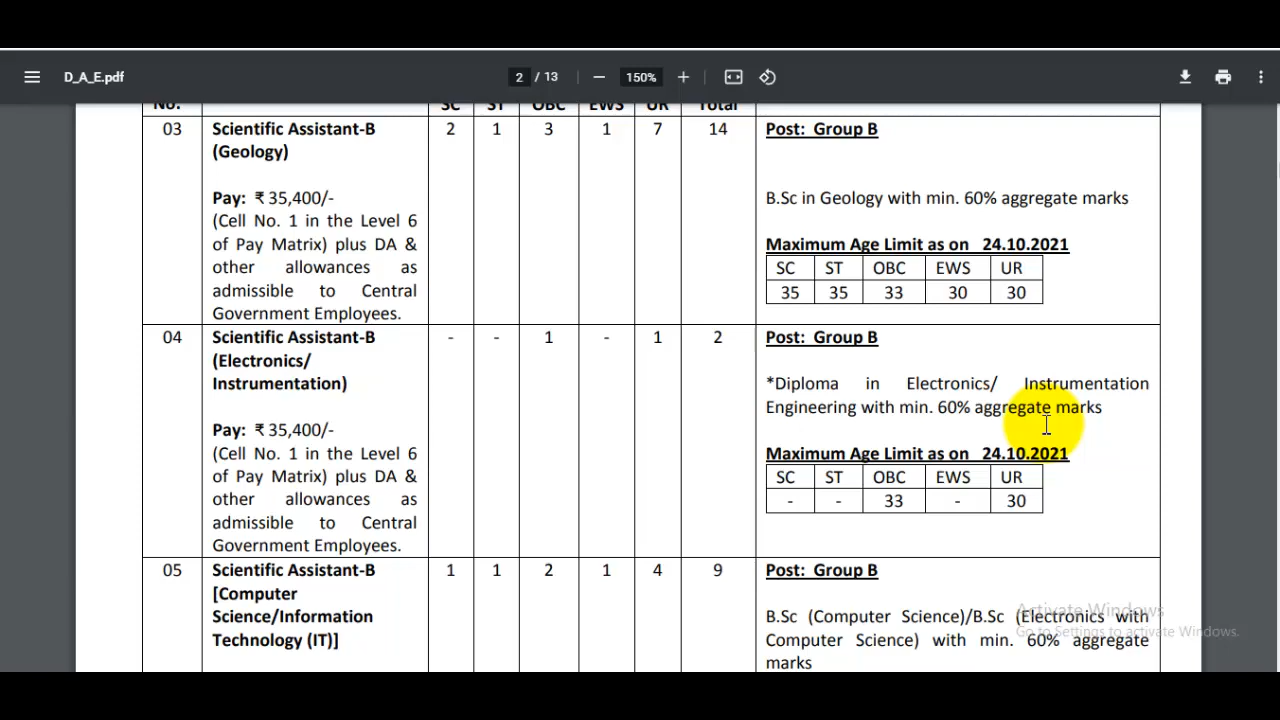 D_A_E.pdf
2 / 13
150%
No. SC ST OBC EWS UR Total
03 Scientific Assistant-B 2 1 3 1 7 14 Post: Group B
(Geology)
Pay: ₹ 35,400/- B.Sc in Geology with min. 60% aggregate marks
(Cell No. 1 in the Level 6
of Pay Matrix) plus DA & Maximum Age Limit as on 24.10.2021
other allowances as SC ST OBC EWS UR
admissible to Central 35 35 33 30 30
Government Employees.
04 Scientific Assistant-B - - 1 - 1 2 Post: Group B
(Electronics/
Instrumentation) *Diploma in Electronics/ Instrumentation
Engineering with min. 60% aggregate marks
Pay: ₹ 35,400/-
(Cell No. 1 in the Level 6 Maximum Age Limit as on 24.10.2021
of Pay Matrix) plus DA & SC ST OBC EWS UR
other allowances as - - 33 - 30
admissible to Central
Government Employees.
05 Scientific Assistant-B 1 1 2 1 4 9 Post: Group B
[Computer
Science/Information B.Sc (Computer Science)/B.Sc (Electronics with
Technology (IT)] Computer Science) with min. 60% aggregate
marks
Activate Windows
Go to Settings to activate Windows.